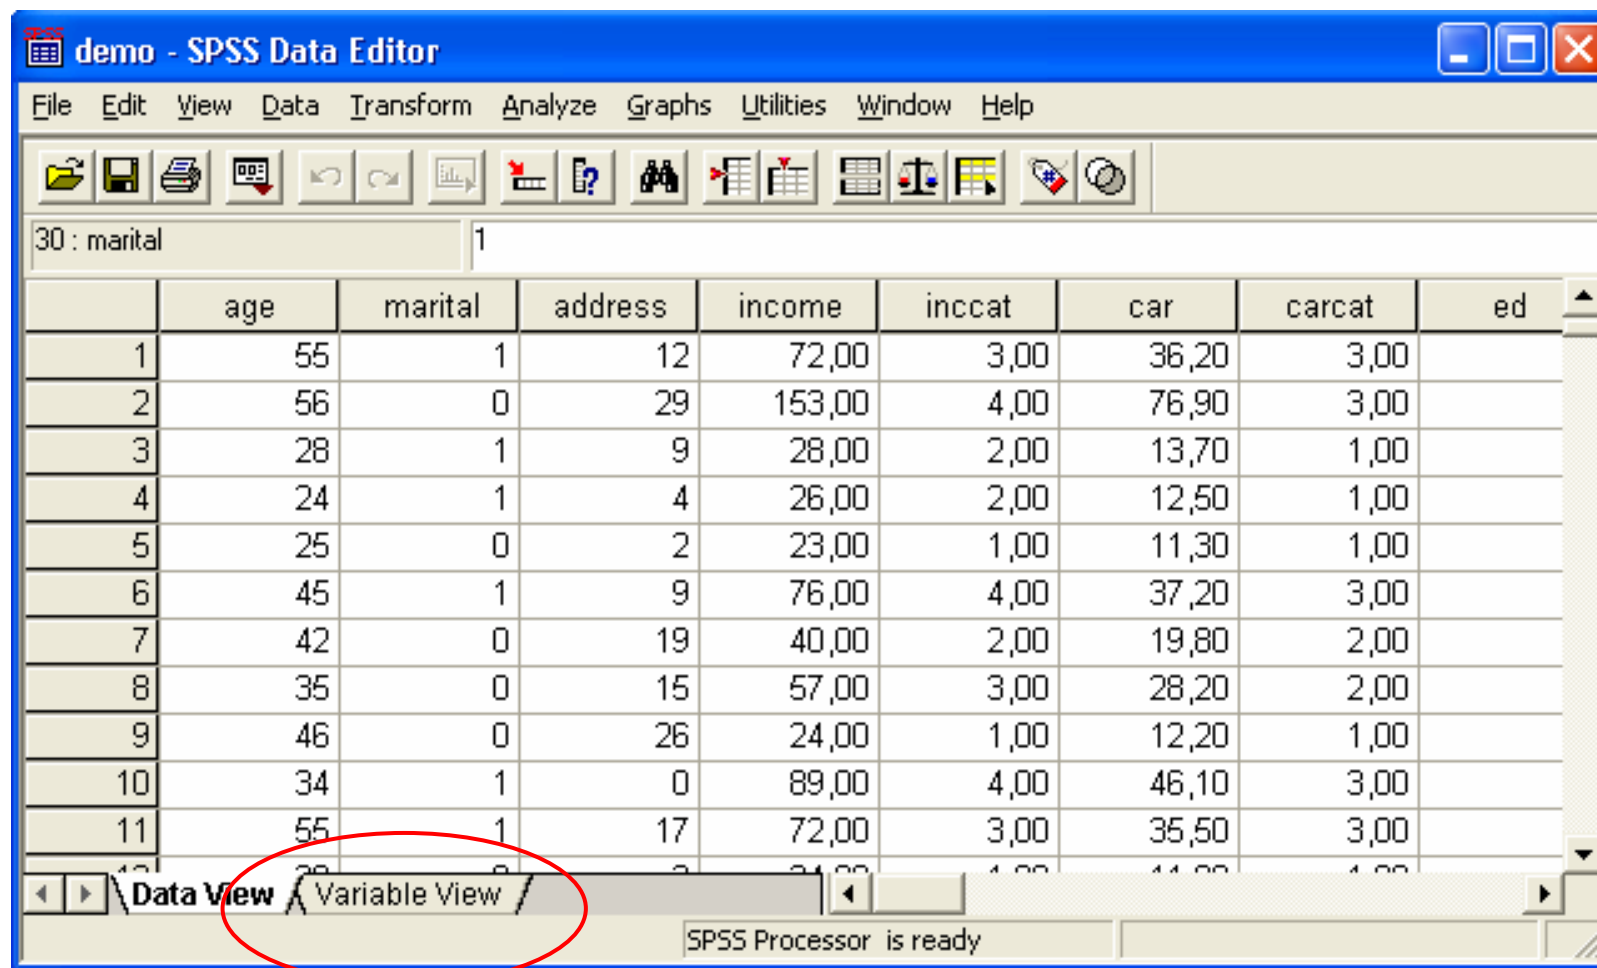 SPSS
demo - SPSS Data Editor
File Edit View Data Transform Analyze Graphs Utilities Window Help
30 : marital 1
age marital address income inccat car carcat ed
1 55 1 12 72,00 3,00 36,20 3,00
2 56 0 29 153,00 4,00 76,90 3,00
3 28 1 9 28,00 2,00 13,70 1,00
4 24 1 4 26,00 2,00 12,50 1,00
5 25 0 2 23,00 1,00 11,30 1,00
6 45 1 9 76,00 4,00 37,20 3,00
7 42 0 19 40,00 2,00 19,80 2,00
8 35 0 15 57,00 3,00 28,20 2,00
9 46 0 26 24,00 1,00 12,20 1,00
10 34 1 0 89,00 4,00 46,10 3,00
11 55 1 17 72,00 3,00 35,50 3,00
Data View Variable View
SPSS Processor is ready